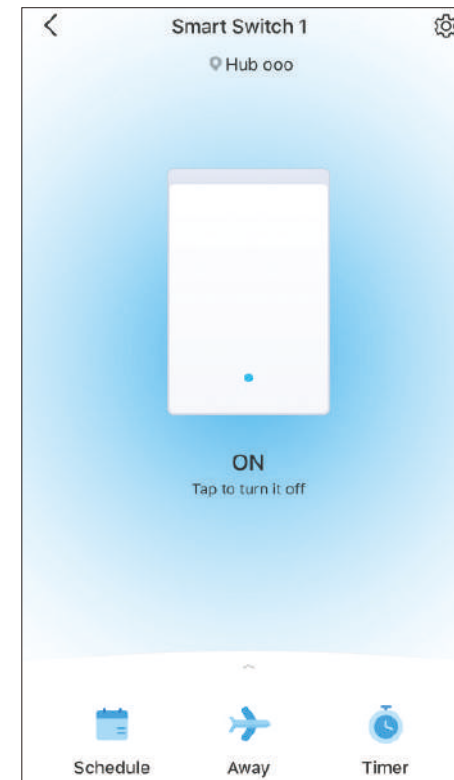 Smart Switch 1
Hub ooo
ON
Tap to turn it off
Schedule Away Timer